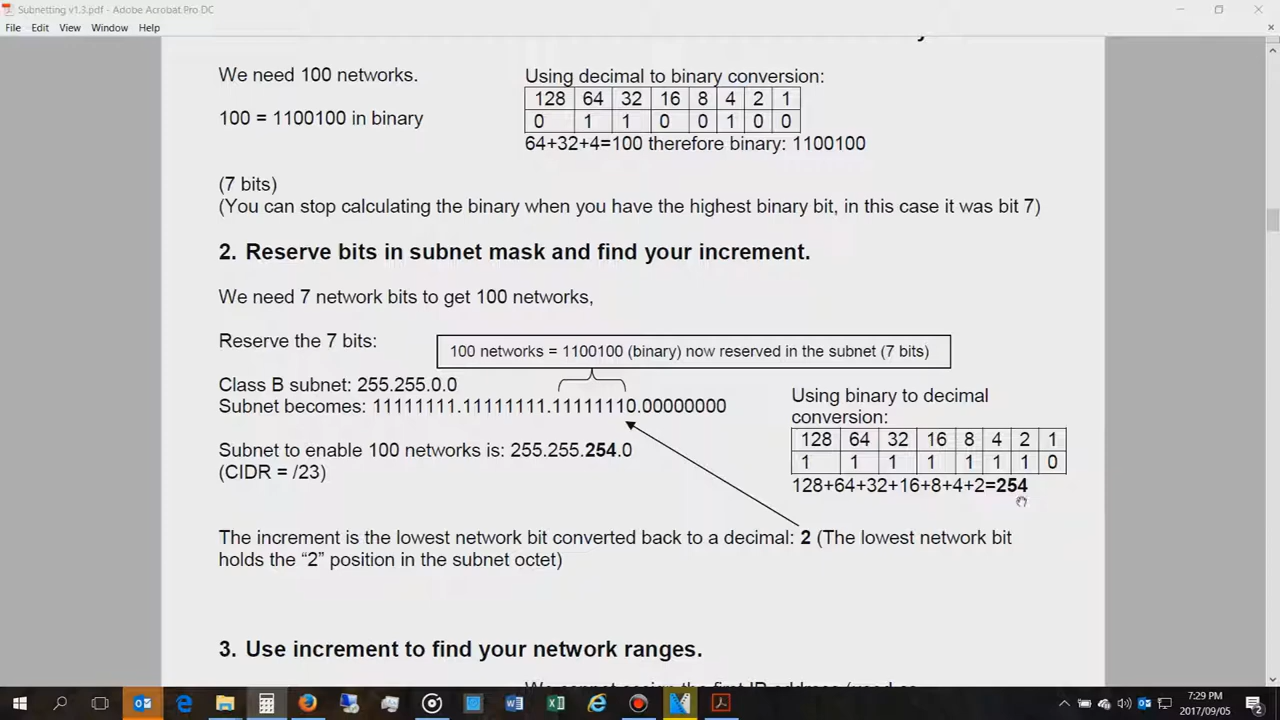 Subnetting v1.3.pdf - Adobe Acrobat Pro DC
File Edit View Window Help
We need 100 networks.
100 = 1100100 in binary
Using decimal to binary conversion:
128 64 32 16 8 4 2 1
0 1 1 0 0 1 0 0
64+32+4=100 therefore binary: 1100100
(7 bits)
(You can stop calculating the binary when you have the highest binary bit, in this case it was bit 7)
2. Reserve bits in subnet mask and find your increment.
We need 7 network bits to get 100 networks,
Reserve the 7 bits:
100 networks = 1100100 (binary) now reserved in the subnet (7 bits)
Class B subnet: 255.255.0.0
Subnet becomes: 11111111.11111111.11111110.00000000
Subnet to enable 100 networks is: 255.255.254.0
(CIDR = /23)
Using binary to decimal
conversion:
128 64 32 16 8 4 2 1
1 1 1 1 1 1 1 0
128+64+32+16+8+4+2=254
The increment is the lowest network bit converted back to a decimal: 2 (The lowest network bit
holds the “2” position in the subnet octet)
3. Use increment to find your network ranges.
7:29 PM
2017/09/05
2